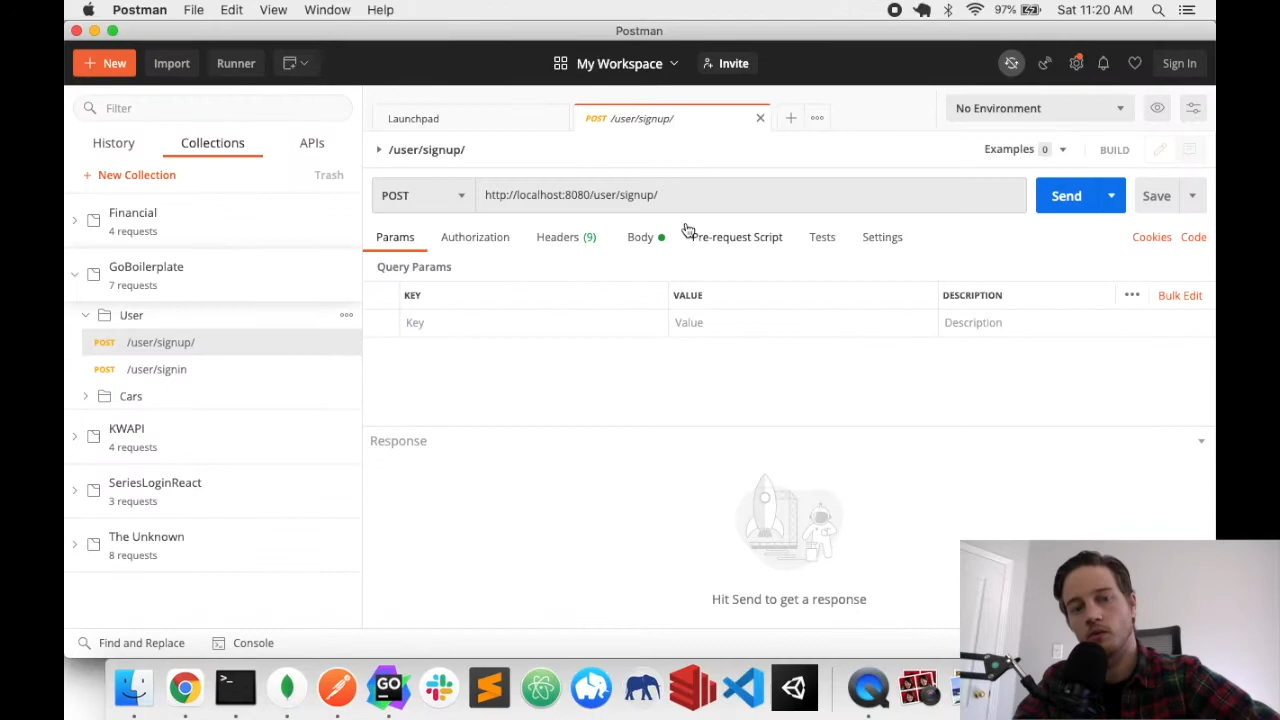 Postman File Edit View Window Help 97% Sat 11:20 AM
Postman
+ New Import Runner My Workspace Invite Sign In
Filter
History Collections APIs
+ New Collection Trash
Financial
4 requests
GoBoilerplate
7 requests
User
POST /user/signup/
POST /user/signin
Cars
KWAPI
4 requests
SeriesLoginReact
3 requests
The Unknown
8 requests
Launchpad POST /user/signup/ No Environment
/user/signup/ Examples 0 BUILD
POST http://localhost:8080/user/signup/ Send Save
Params Authorization Headers (9) Body Pre-request Script Tests Settings Cookies Code
Query Params
KEY VALUE DESCRIPTION Bulk Edit
Key Value Description
Response
Hit Send to get a response
Find and Replace Console
GO